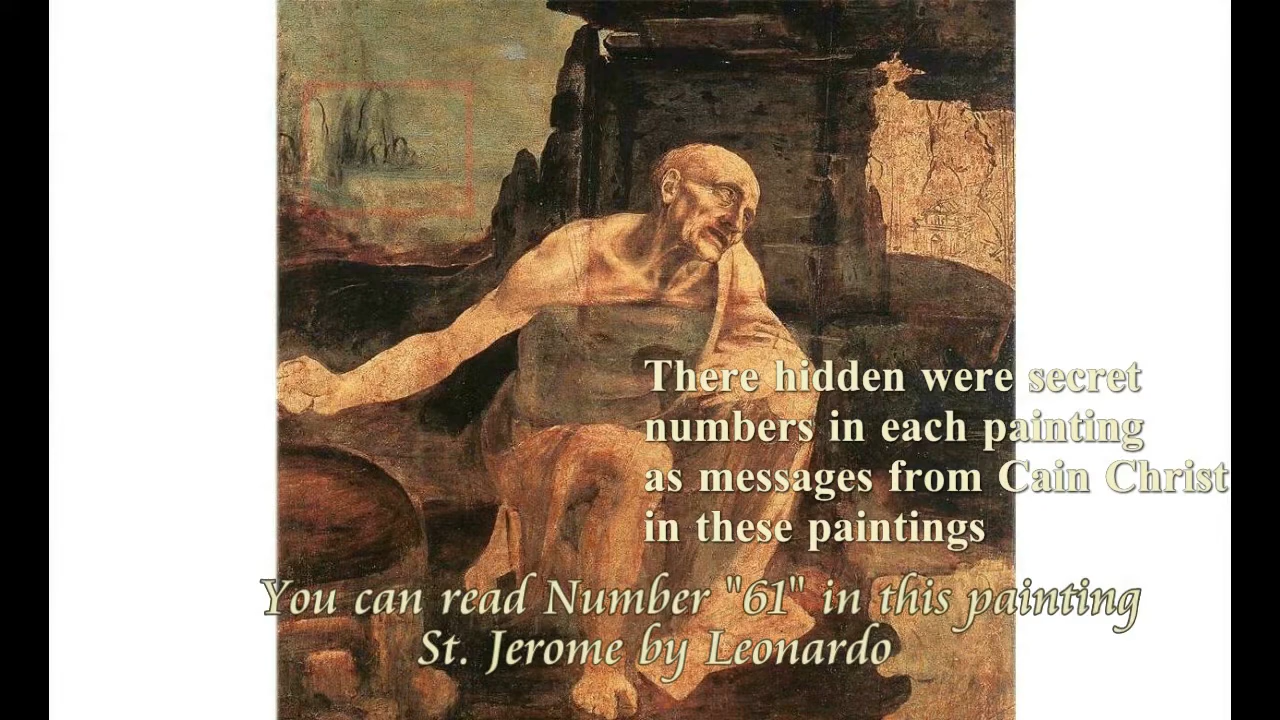 There hidden were secret
numbers in each painting
as messages from Cain Christ
in these paintings
You can read Number "61" in this painting
St. Jerome by Leonardo